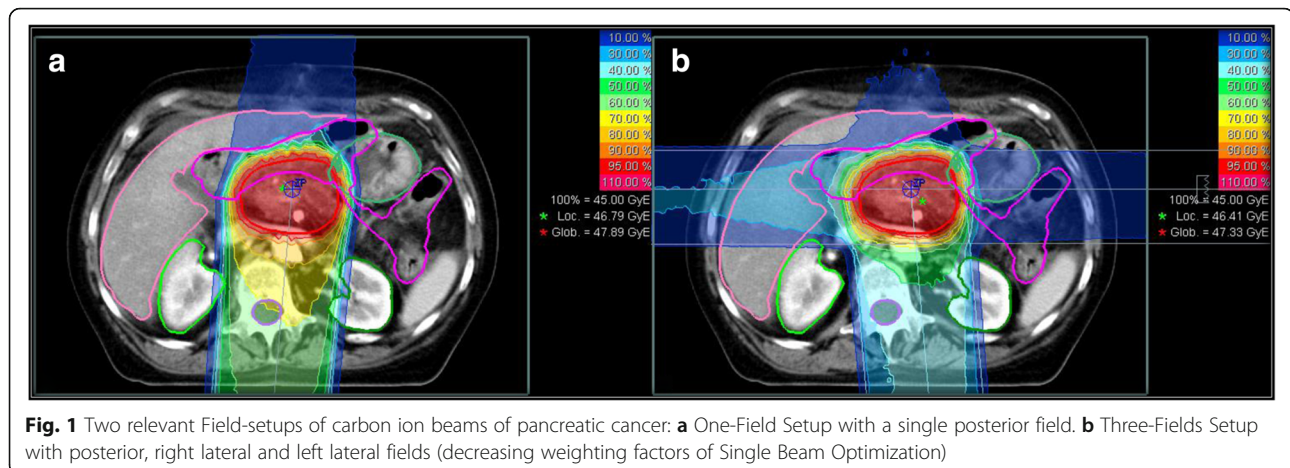 a
10.00 %
30.00 %
40.00 %
50.00 %
60.00 %
70.00 %
80.00 %
90.00 %
95.00 %
110.00 %
100% = 45.00 GyE
* Loc. = 46.79 GyE
* Glob. = 47.89 GyE
ZP
b
10.00 %
30.00 %
40.00 %
50.00 %
60.00 %
70.00 %
80.00 %
90.00 %
95.00 %
110.00 %
100% = 45.00 GyE
* Loc. = 46.41 GyE
* Glob. = 47.33 GyE
ZP
Fig. 1 Two relevant Field-setups of carbon ion beams of pancreatic cancer: a One-Field Setup with a single posterior field. b Three-Fields Setup
with posterior, right lateral and left lateral fields (decreasing weighting factors of Single Beam Optimization)